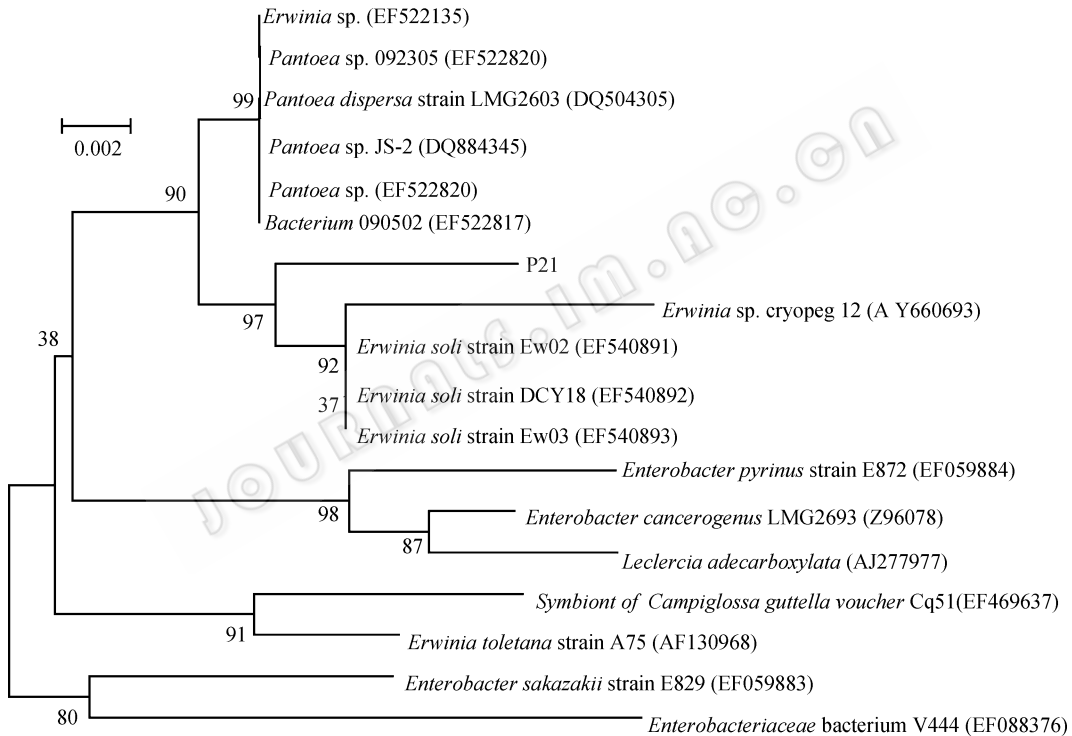 Erwinia sp. (EF522135)
Pantoea sp. 092305 (EF522820)
99
Pantoea dispersa strain LMG2603 (DQ504305)
0.002
Pantoea sp. JS-2 (DQ884345)
90
Pantoea sp. (EF522820)
Bacterium 090502 (EF522817)
P21
97
Erwinia sp. cryopeg 12 (A Y660693)
38
Erwinia soli strain Ew02 (EF540891)
92
Erwinia soli strain DCY18 (EF540892)
37
Erwinia soli strain Ew03 (EF540893)
Enterobacter pyrinus strain E872 (EF059884)
98
Enterobacter cancerogenus LMG2693 (Z96078)
87
Leclercia adecarboxylata (AJ277977)
Symbiont of Campiglossa guttella voucher Cq51(EF469637)
91
Erwinia toletana strain A75 (AF130968)
Enterobacter sakazakii strain E829 (EF059883)
80
Enterobacteriaceae bacterium V444 (EF088376)
JOURNALS.IM.AC.CN